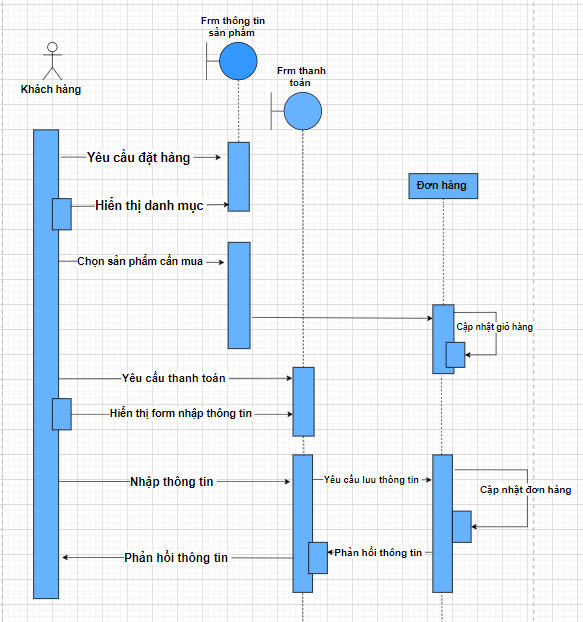 Frm thông tin
sản phẩm
Khách hàng
Frm thanh
toán
Yêu cầu đặt hàng
Đơn hàng
Hiển thị danh mục
Chọn sản phẩm cần mua
Cập nhật giỏ hàng
Yêu cầu thanh toán
Hiển thị form nhập thông tin
Nhập thông tin
Yêu cầu luu thông tin
Cập nhật đơn hàng
Phản hồi thông tin
Phản hồi thông tin